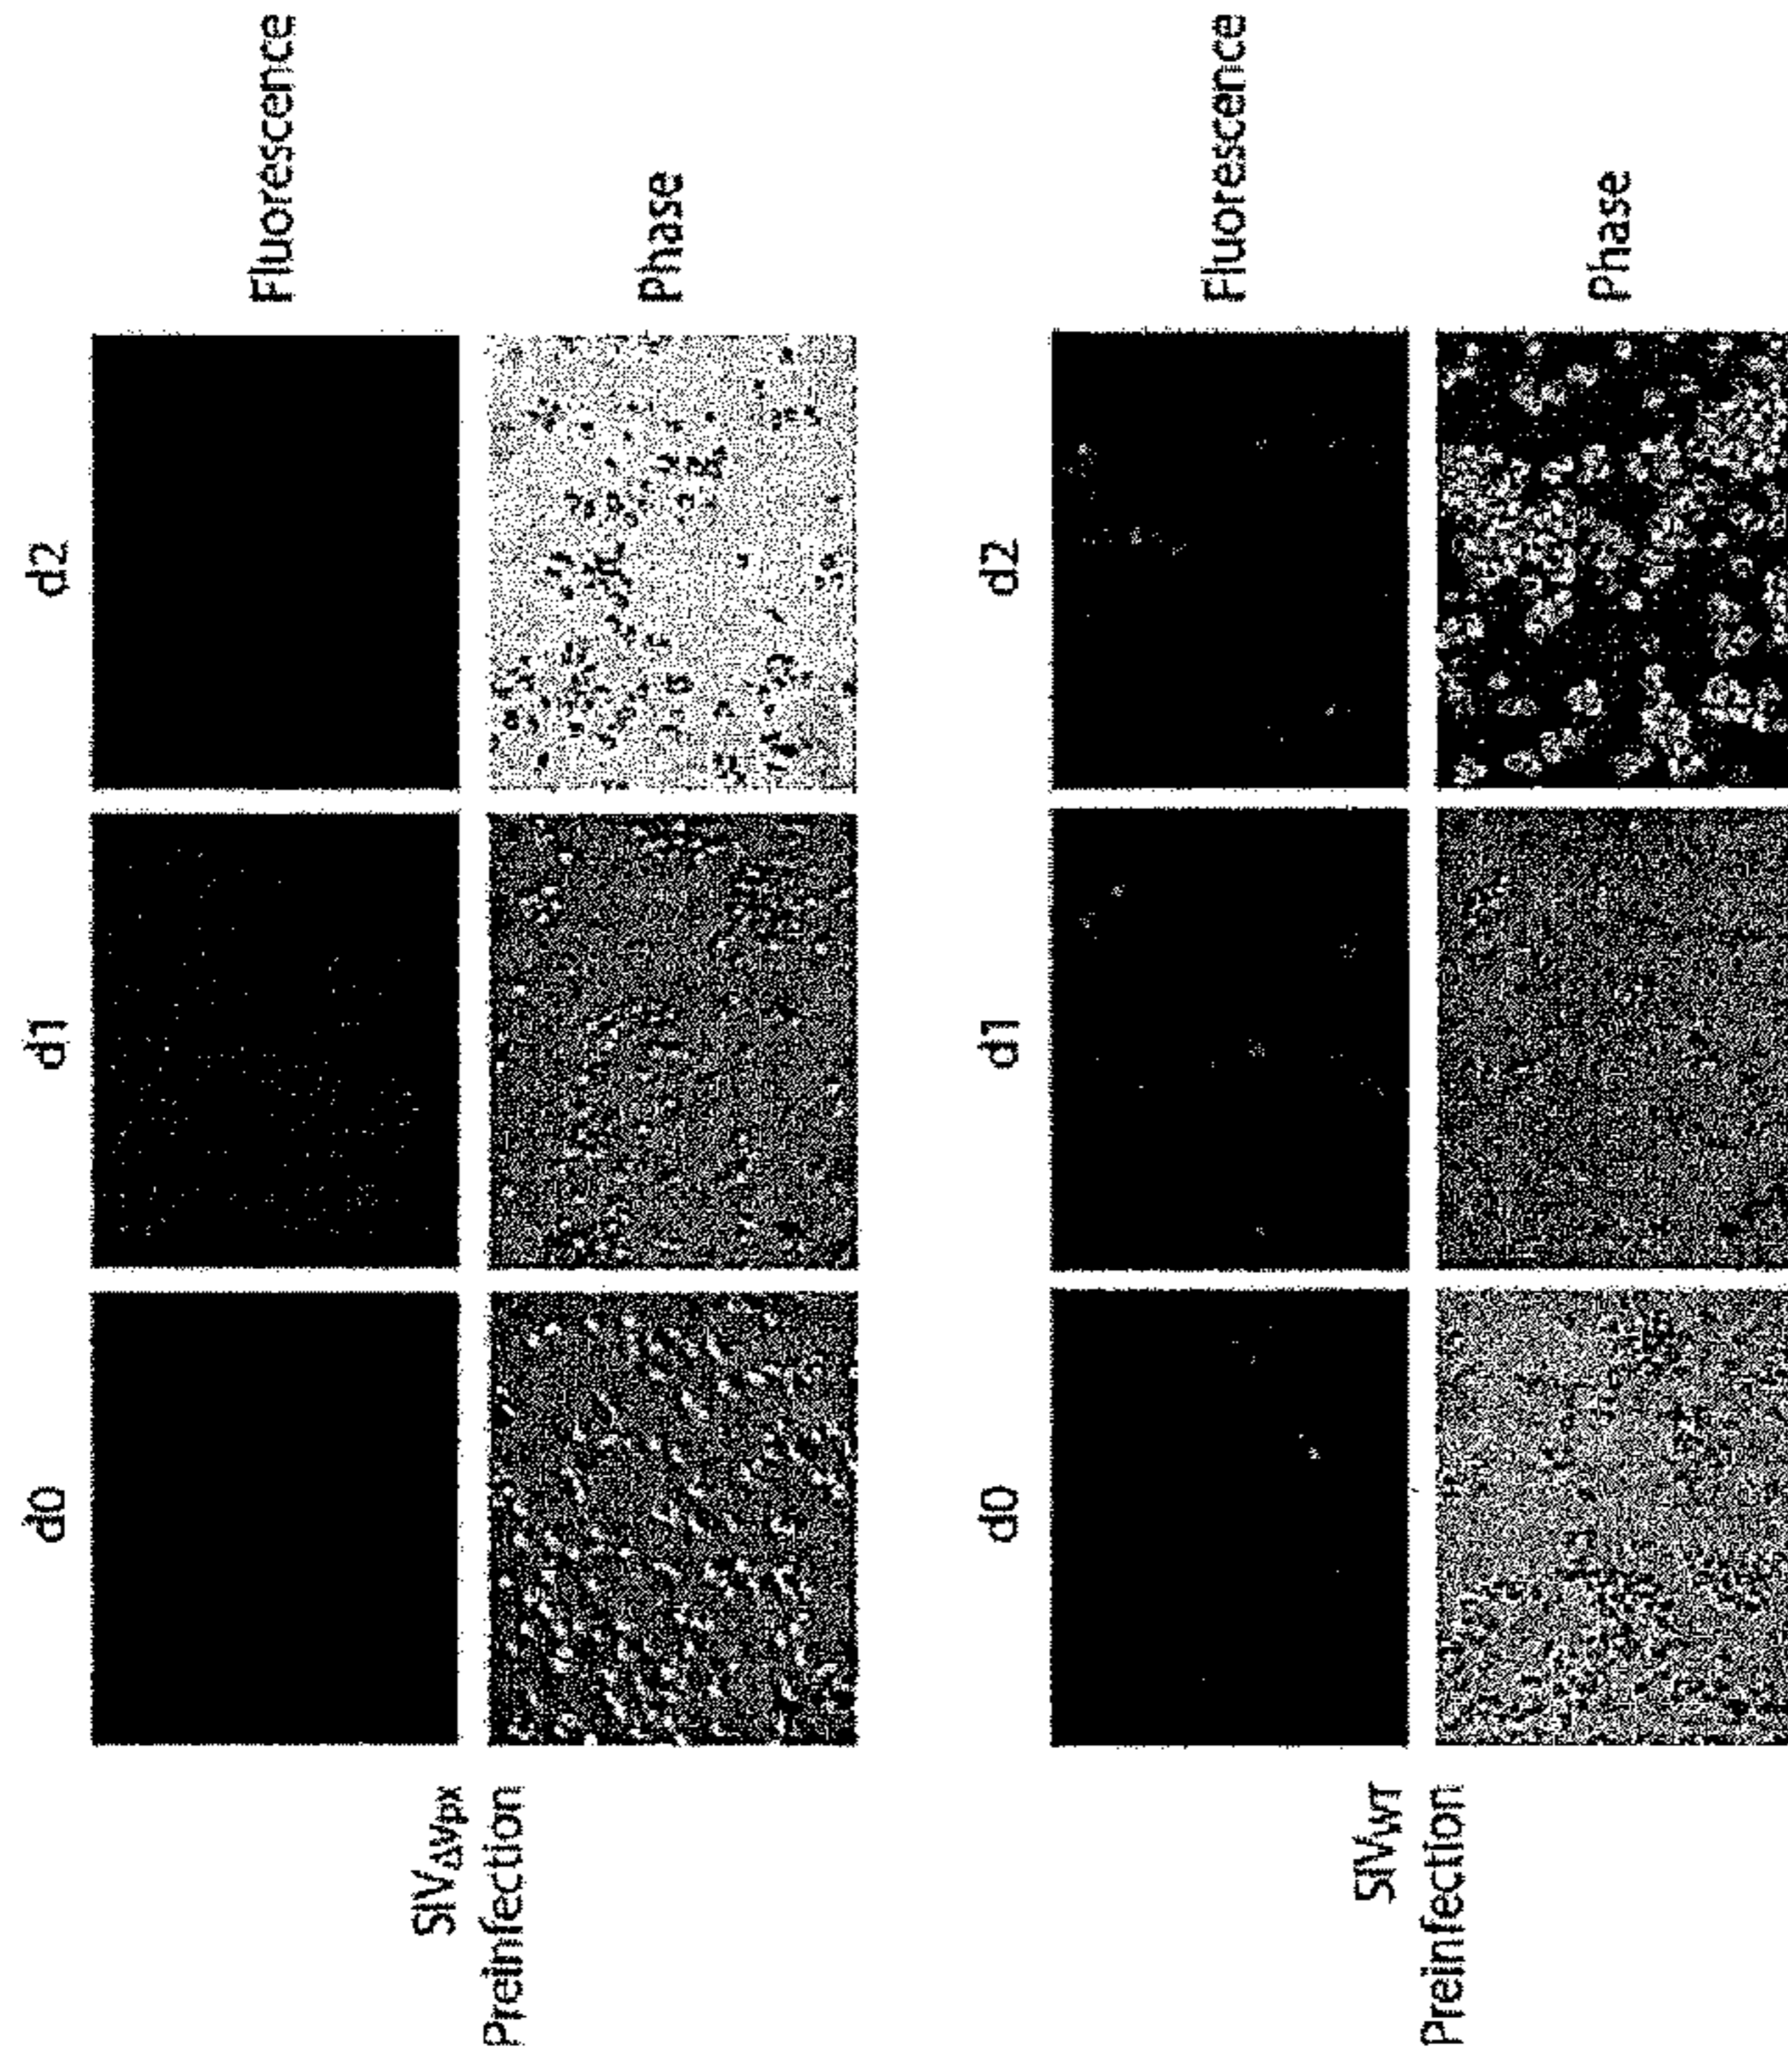 d0 d1 d2
Fluorescence
SIVΔVpx
Preinfection
Phase
d0 d1 d2
Fluorescence
SIVWT
Preinfection
Phase